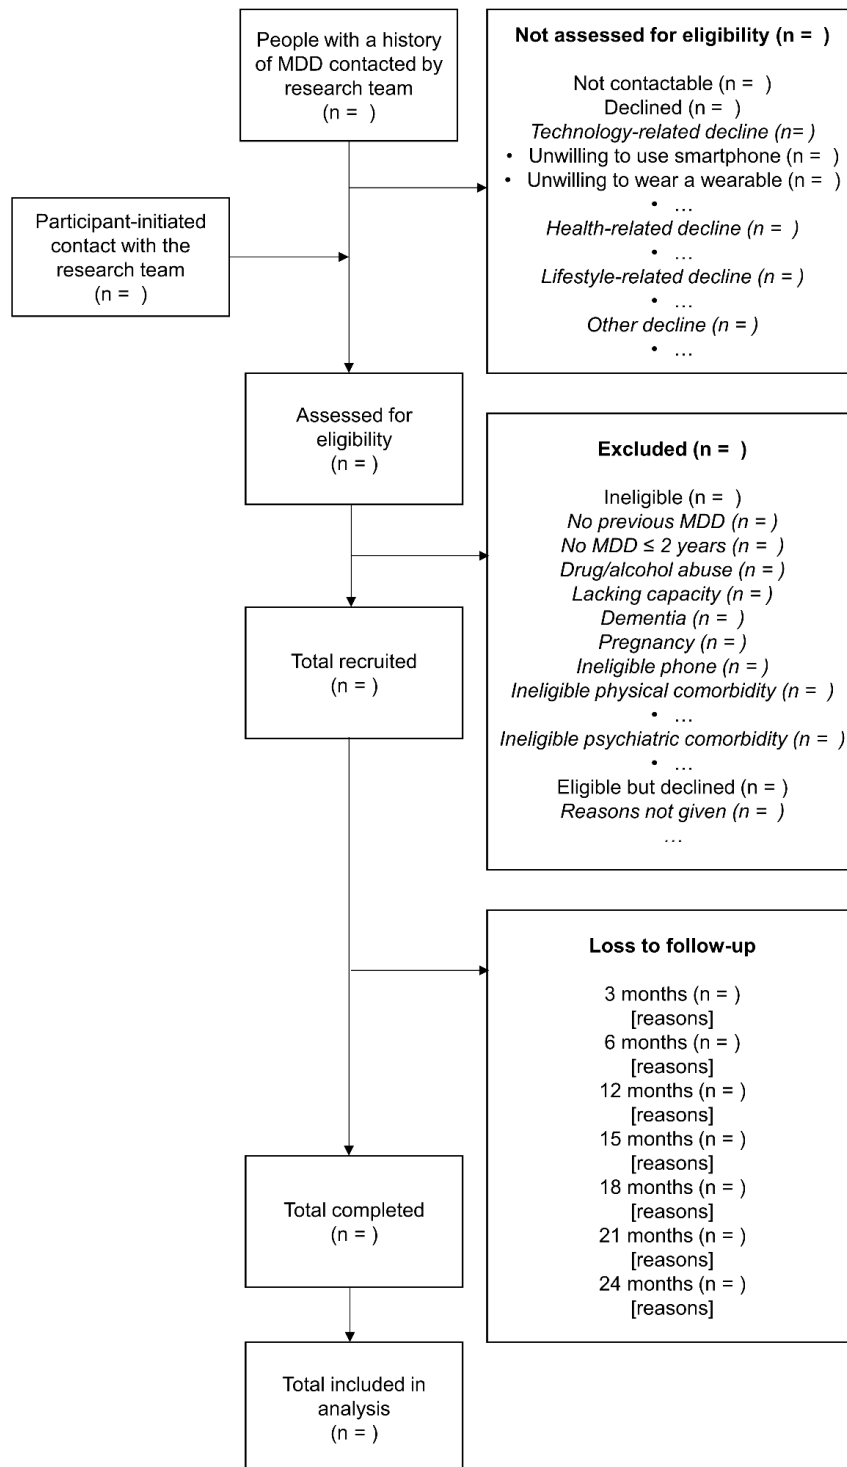 People with a history
of MDD contacted by
research team
(n =  )
Not assessed for eligibility (n =  )
Not contactable (n =  )
Declined (n =  )
Technology-related decline (n= )
• Unwilling to use smartphone (n =  )
• Unwilling to wear a wearable (n =  )
• ...
Health-related decline (n =  )
• ...
Lifestyle-related decline (n = )
• ...
Other decline (n = )
• ...
Participant-initiated
contact with the
research team
(n =  )
Assessed for
eligibility
(n = )
Excluded (n =  )
Ineligible (n =  )
No previous MDD (n = )
No MDD ≤ 2 years (n =  )
Drug/alcohol abuse (n = )
Lacking capacity (n = )
Dementia (n =  )
Pregnancy (n = )
Ineligible phone (n = )
Ineligible physical comorbidity (n =  )
• ...
Ineligible psychiatric comorbidity (n =  )
• ...
Eligible but declined (n = )
Reasons not given (n =  )
...
Total recruited
(n = )
Loss to follow-up
3 months (n = )
[reasons]
6 months (n = )
[reasons]
12 months (n = )
[reasons]
15 months (n = )
[reasons]
18 months (n = )
[reasons]
21 months (n = )
[reasons]
24 months (n = )
[reasons]
Total completed
(n = )
Total included in
analysis
(n = )